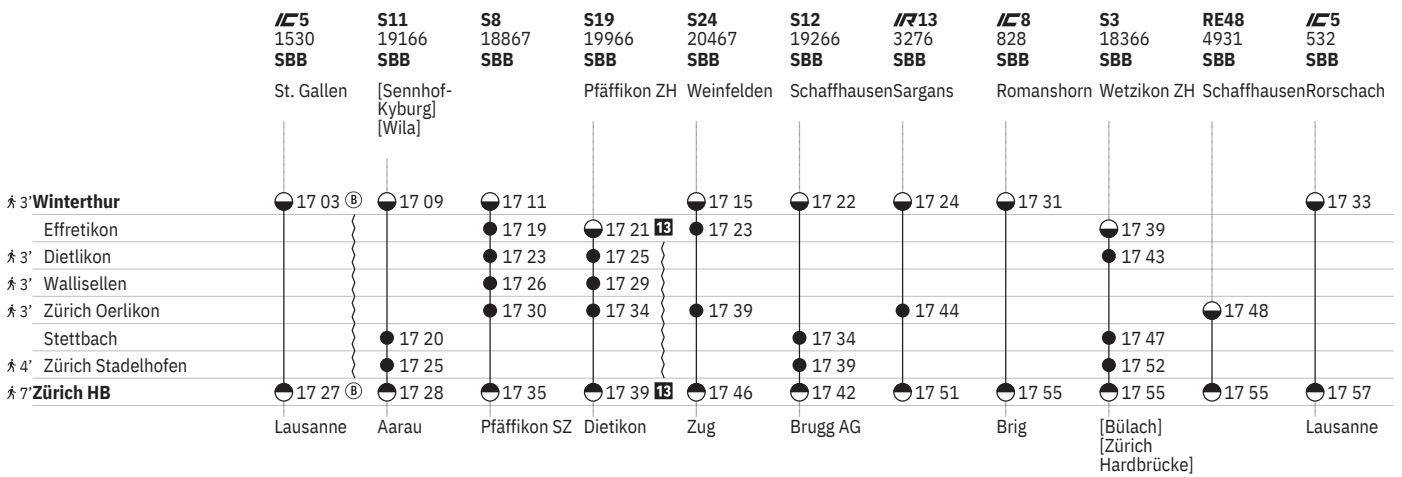 IC5 S11 S8 S19 S24 S12 IR13 IC8 S3 RE48 IC5
1530 19166 18867 19966 20467 19266 3276 828 18366 4931 532
SBB SBB SBB SBB SBB SBB SBB SBB SBB SBB SBB
St. Gallen [Sennhof- Pfäffikon ZH Weinfelden Schaffhausen Sargans Romanshorn Wetzikon ZH Schaffhausen Rorschach
Kyburg]
[Wila]
3' Winterthur 17 03 B 17 09 17 11 17 15 17 22 17 24 17 31 17 33
Effretikon 17 19 17 21 13 17 23 17 39
3' Dietlikon 17 23 17 25 17 43
3' Wallisellen 17 26 17 29
3' Zürich Oerlikon 17 30 17 34 17 39 17 44 17 48
Stettbach 17 20 17 34 17 47
4' Zürich Stadelhofen 17 25 17 39 17 52
7' Zürich HB 17 27 B 17 28 17 35 17 39 13 17 46 17 42 17 51 17 55 17 55 17 55 17 57
Lausanne Aarau Pfäffikon SZ Dietikon Zug Brugg AG Brig [Bülach] Lausanne
[Zürich
Hardbrücke]